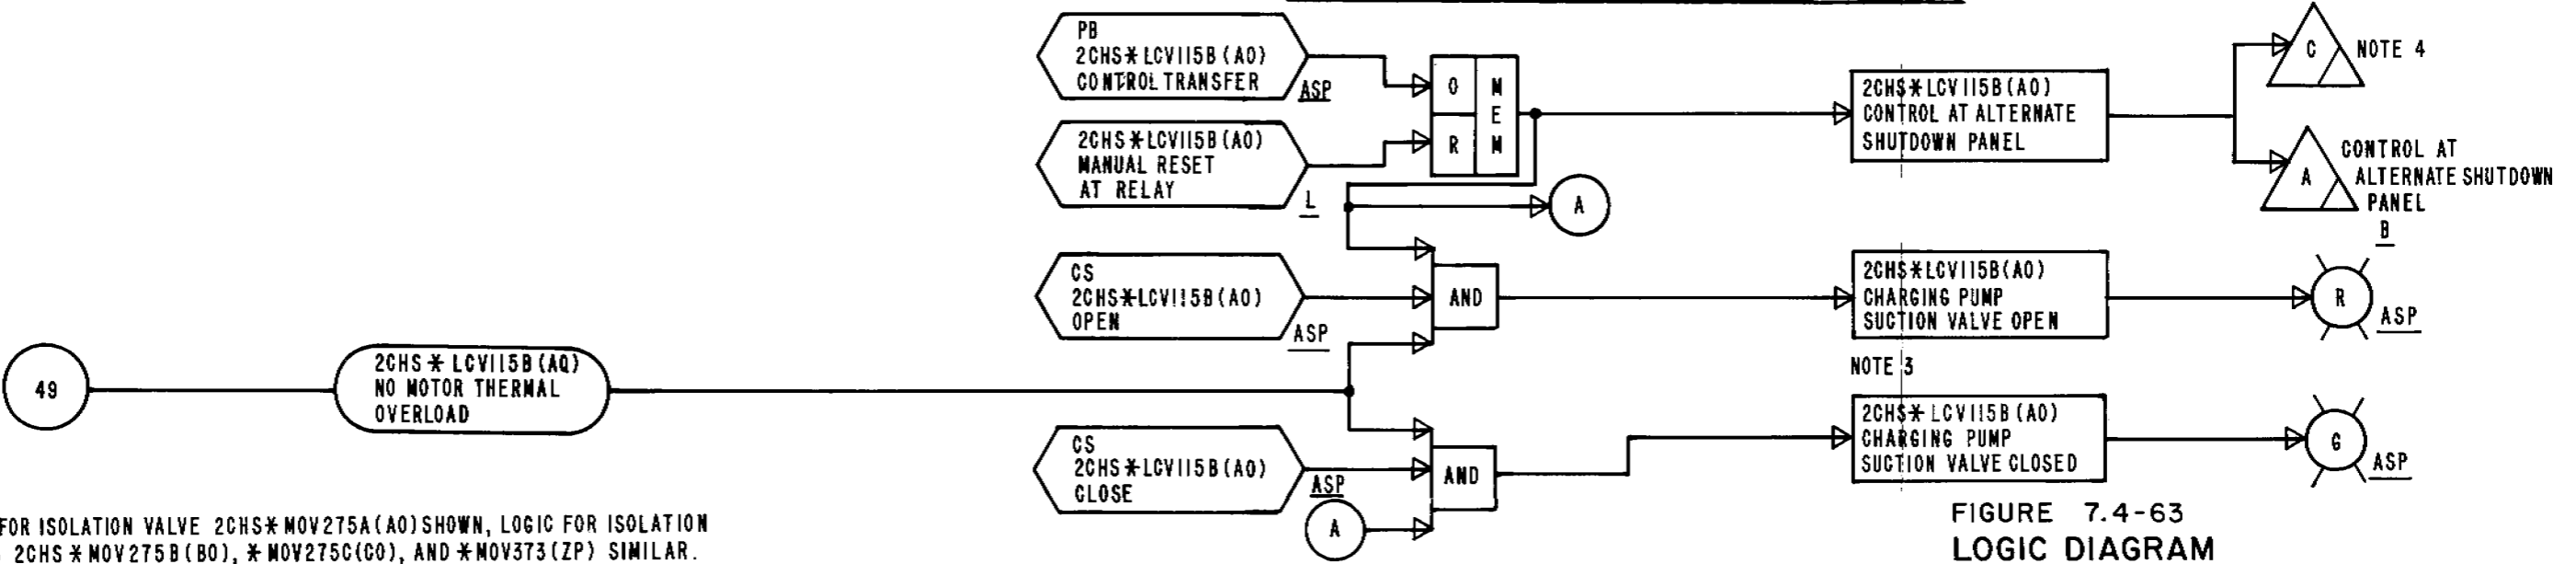 PB
2CHS*LCV115B(AO)
CONTROL TRANSFER
ASP
2CHS*LCV115B(AO)
MANUAL RESET
AT RELAY
L
O
R
M
E
M
A
2CHS*LCV115B(AO)
CONTROL AT ALTERNATE
SHUTDOWN PANEL
C
NOTE 4
A
CONTROL AT
ALTERNATE SHUTDOWN
PANEL
B
CS
2CHS*LCV115B(AO)
OPEN
ASP
AND
2CHS*LCV115B(AO)
CHARGING PUMP
SUCTION VALVE OPEN
R
ASP
NOTE 3
49
2CHS*LCV115B(AO)
NO MOTOR THERMAL
OVERLOAD
CS
2CHS*LCV115B(AO)
CLOSE
ASP
A
AND
2CHS*LCV115B(AO)
CHARGING PUMP
SUCTION VALVE CLOSED
G
ASP
FOR ISOLATION VALVE 2CHS*MOV275A(AO)SHOWN, LOGIC FOR ISOLATION
2CHS*MOV275B(BO), *MOV275C(CO), AND *MOV373(ZP) SIMILAR.
FIGURE 7.4-63
LOGIC DIAGRAM